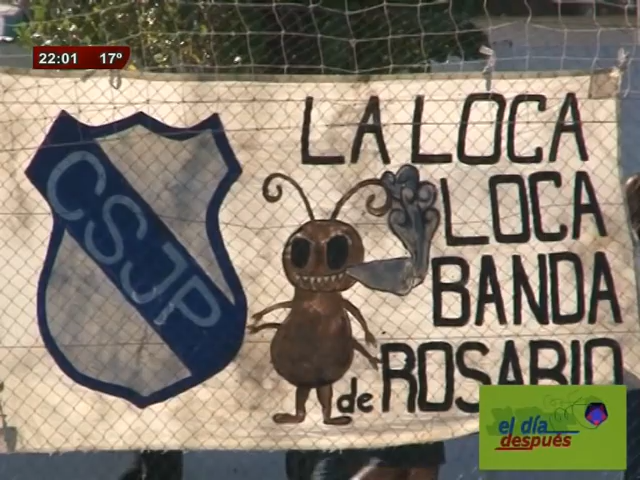 22:01 17º
CSJP
LA LOCA
LOCA
BANDA
de ROSARIO
el día
después